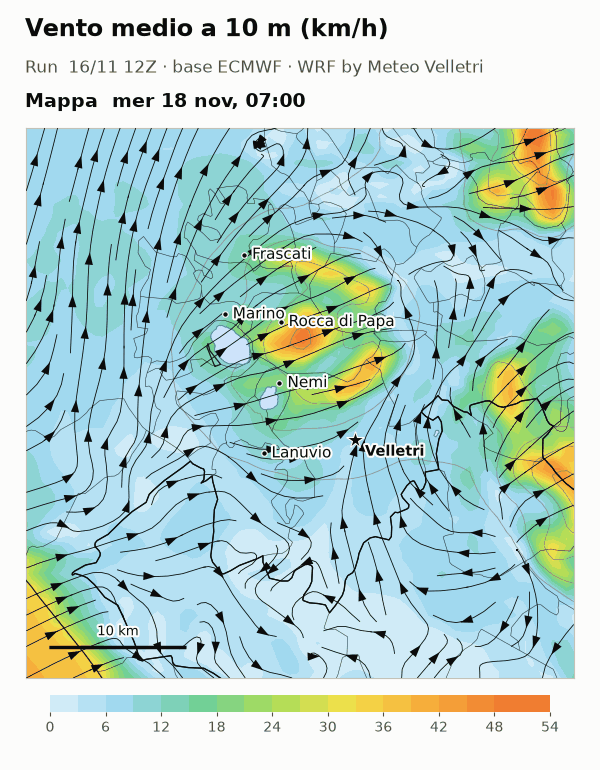 Vento medio a 10 m (km/h)
Run 16/11 12Z · base ECMWF · WRF by Meteo Velletri
Mappa mer 18 nov, 07:00
Frascati
Marino
Rocca di Papa
Nemi
Velletri
Lanuvio
10 km
0 6 12 18 24 30 36 42 48 54